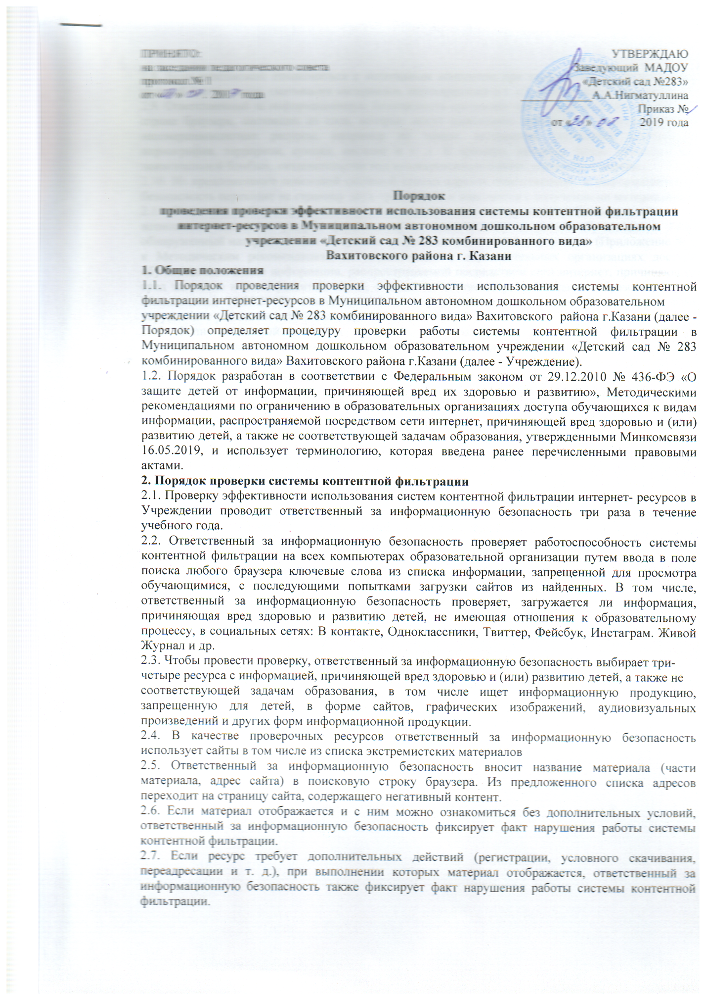 ПРИНЯТО:
на заседании педагогического совета
протокол № 1
от « » 2019 года
УТВЕРЖДАЮ
Заведующий МАДОУ
«Детский сад №283»
А.А.Нигматуллина
Приказ №
от «26» 08 2019 года
Порядок
проведения проверки эффективности использования системы контентной фильтрации
интернет-ресурсов в Муниципальном автономном дошкольном образовательном
учреждении «Детский сад № 283 комбинированного вида»
Вахитовского района г. Казани
1. Общие положения
1.1. Порядок проведения проверки эффективности использования системы контентной
фильтрации интернет-ресурсов в Муниципальном автономном дошкольном образовательном
учреждении «Детский сад № 283 комбинированного вида» Вахитовского района г.Казани (далее -
Порядок) определяет процедуру проверки работы системы контентной фильтрации в
Муниципальном автономном дошкольном образовательном учреждении «Детский сад № 283
комбинированного вида» Вахитовского района г.Казани (далее - Учреждение).
1.2. Порядок разработан в соответствии с Федеральным законом от 29.12.2010 № 436-ФЭ «О
защите детей от информации, причиняющей вред их здоровью и развитию», Методическими
рекомендациями по ограничению в образовательных организациях доступа обучающихся к видам
информации, распространяемой посредством сети интернет, причиняющей вред здоровью и (или)
развитию детей, а также не соответствующей задачам образования, утвержденными Минкомсвязи
16.05.2019, и использует терминологию, которая введена ранее перечисленными правовыми
актами.
2. Порядок проверки системы контентной фильтрации
2.1. Проверку эффективности использования систем контентной фильтрации интернет- ресурсов в
Учреждении проводит ответственный за информационную безопасность три раза в течение
учебного года.
2.2. Ответственный за информационную безопасность проверяет работоспособность системы
контентной фильтрации на всех компьютерах образовательной организации путем ввода в поле
поиска любого браузера ключевые слова из списка информации, запрещенной для просмотра
обучающимися, с последующими попытками загрузки сайтов из найденных. В том числе,
ответственный за информационную безопасность проверяет, загружается ли информация,
причиняющая вред здоровью и развитию детей, не имеющая отношения к образовательному
процессу, в социальных сетях: В контакте, Одноклассники, Твиттер, Фейсбук, Инстаграм. Живой
Журнал и др.
2.3. Чтобы провести проверку, ответственный за информационную безопасность выбирает три-
четыре ресурса с информацией, причиняющей вред здоровью и (или) развитию детей, а также не
соответствующей задачам образования, в том числе ищет информационную продукцию,
запрещенную для детей, в форме сайтов, графических изображений, аудиовизуальных
произведений и других форм информационной продукции.
2.4. В качестве проверочных ресурсов ответственный за информационную безопасность
использует сайты в том числе из списка экстремистских материалов
2.5. Ответственный за информационную безопасность вносит название материала (части
материала, адрес сайта) в поисковую строку браузера. Из предложенного списка адресов
переходит на страницу сайта, содержащего негативный контент.
2.6. Если материал отображается и с ним можно ознакомиться без дополнительных условий,
ответственный за информационную безопасность фиксирует факт нарушения работы системы
контентной фильтрации.
2.7. Если ресурс требует дополнительных действий (регистрации, условного скачивания,
переадресации и т. д.), при выполнении которых материал отображается, ответственный за
информационную безопасность также фиксирует факт нарушения работы системы контентной
фильтрации.